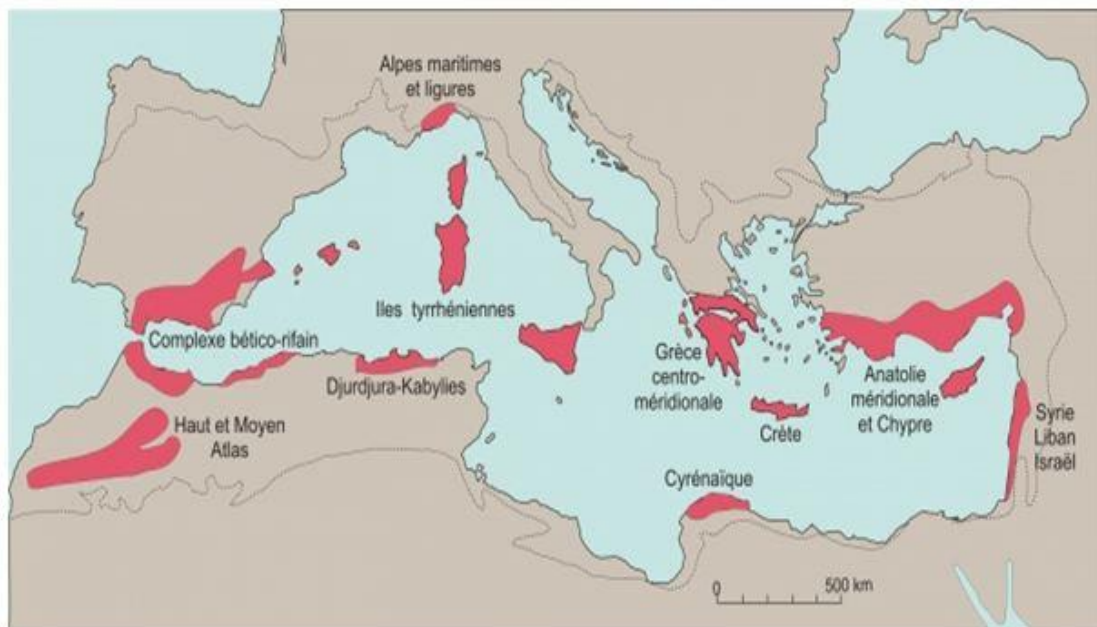 Alpes maritimes
et ligures
Iles tyrrhéniennes
Complexe bético-rifain
Djurdjura-Kabylies
Haut et Moyen
Atlas
Grèce
centro-
méridionale
Crète
Anatolie
méridionale
et Chypre
Syrie
Liban
Israël
Cyrénaïque
0
500 km